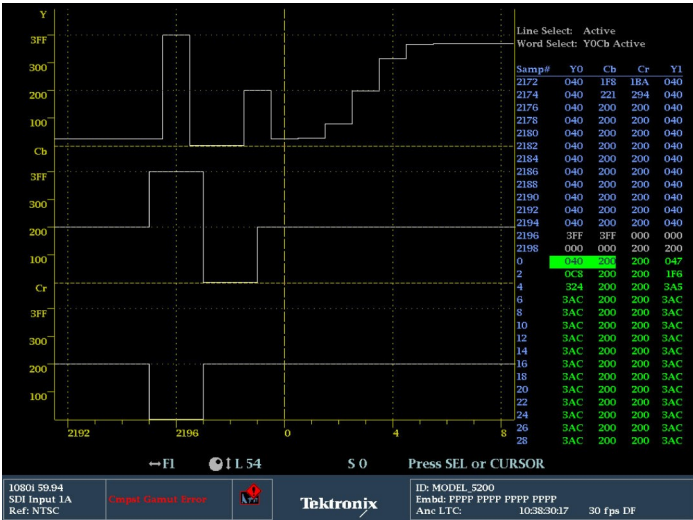 Y
3FF
300
200
100
Cb
3FF
300
200
100
Cr
3FF
300
200
100
2192 2196 0 4 8
Line Select: Active
Word Select: Y0Cb Active
Samp# Y0 Cb Cr Y1
2172 040 1F8 1BA 040
2174 040 221 294 040
2176 040 200 200 040
2178 040 200 200 040
2180 040 200 200 040
2182 040 200 200 040
2184 040 200 200 040
2186 040 200 200 040
2188 040 200 200 040
2190 040 200 200 040
2192 040 200 200 040
2194 040 200 200 040
2196 3FF 3FF 000 000
2198 000 000 200 200
0 040 200 200 047
2 0C8 200 200 1F6
4 324 200 200 3A5
6 3AC 200 200 3AC
8 3AC 200 200 3AC
10 3AC 200 200 3AC
12 3AC 200 200 3AC
14 3AC 200 200 3AC
16 3AC 200 200 3AC
18 3AC 200 200 3AC
20 3AC 200 200 3AC
22 3AC 200 200 3AC
24 3AC 200 200 3AC
26 3AC 200 200 3AC
28 3AC 200 200 3AC
↔F1 ↕ L 54 S 0 Press SEL or CURSOR
1080i 59.94
SDI Input 1A
Ref: NTSC
Cmpst Gamut Error
Tektronix
ID: MODEL_5200
Embd: PPPP PPPP PPPP PPPP
Anc LTC: 10:38:30:17 30 fps DF